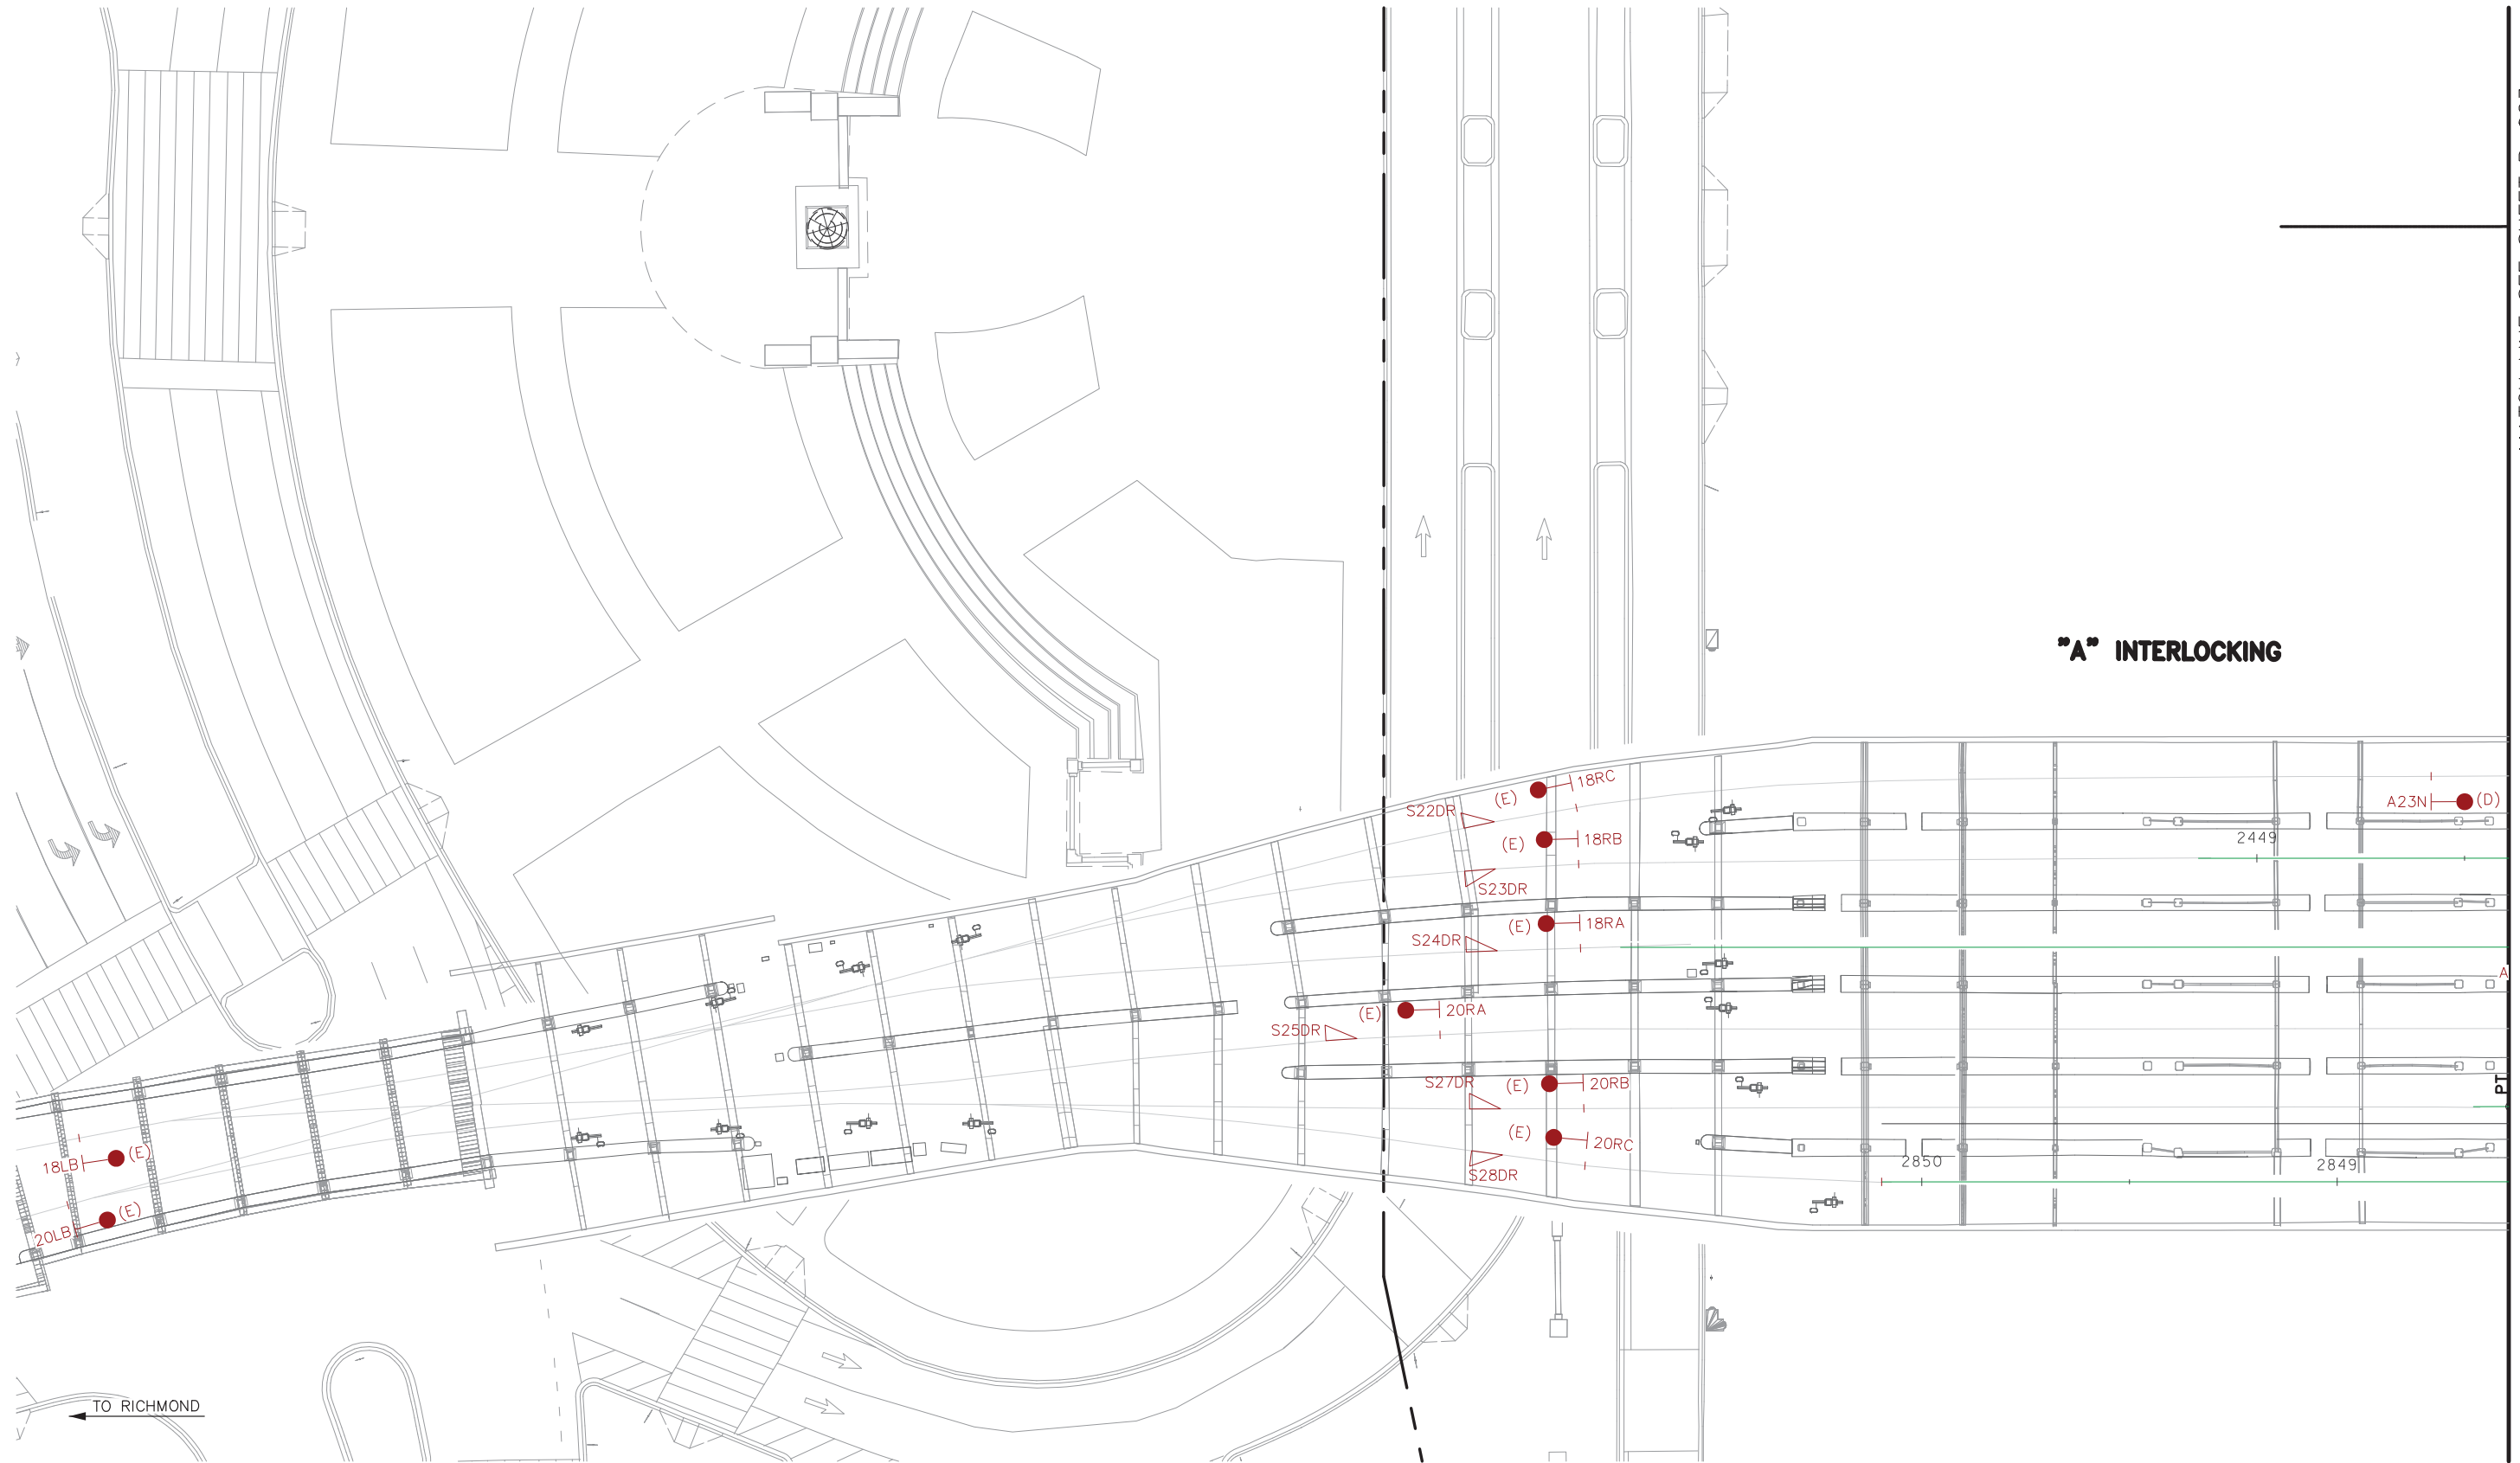 "A" INTERLOCKING
18RC
(E)
S22DR
A23N
(D)
(E)
18RB
2449
S23DR
(E)
18RA
S24DR
A
(E)
20RA
S25DR
S27DR
(E)
20RB
PT
(E)
20RC
18LB
(E)
S28DR
2850
2849
20LB
(E)
TO RICHMOND